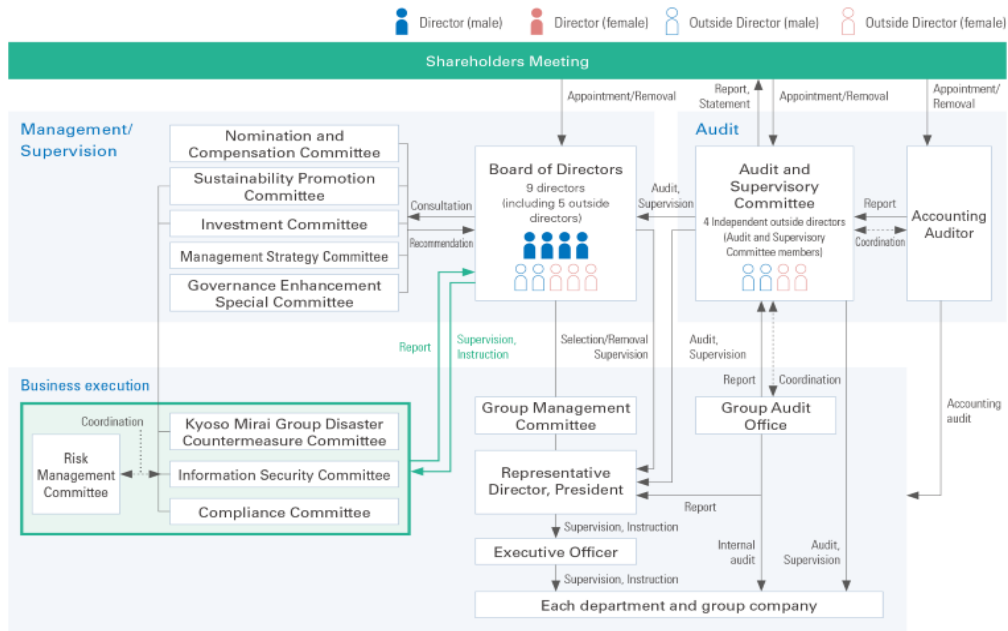 Director (male)
Director (female)
Outside Director (male)
Outside Director (female)
Shareholders Meeting
Appointment/Removal
Report,
Statement
Appointment/Removal
Appointment/
Removal
Management/
Supervision
Nomination and
Compensation Committee
Sustainability Promotion
Committee
Investment Committee
Management Strategy Committee
Governance Enhancement
Special Committee
Consultation
Recommendation
Board of Directors
9 directors
(including 5 outside
directors)
Audit,
Supervision
Audit
Audit and
Supervisory
Committee
4 Independent outside directors
(Audit and Supervisory
Committee members)
Report
Coordination
Accounting
Auditor
Report
Supervision,
Instruction
Selection/Removal
Supervision
Audit,
Supervision
Report
Coordination
Accounting
audit
Business execution
Coordination
Risk
Management
Committee
Kyoso Mirai Group Disaster
Countermeasure Committee
Information Security Committee
Compliance Committee
Group Management
Committee
Group Audit
Office
Representative
Director, President
Report
Supervision, Instruction
Executive Officer
Internal
audit
Audit,
Supervision
Supervision, Instruction
Each department and group company